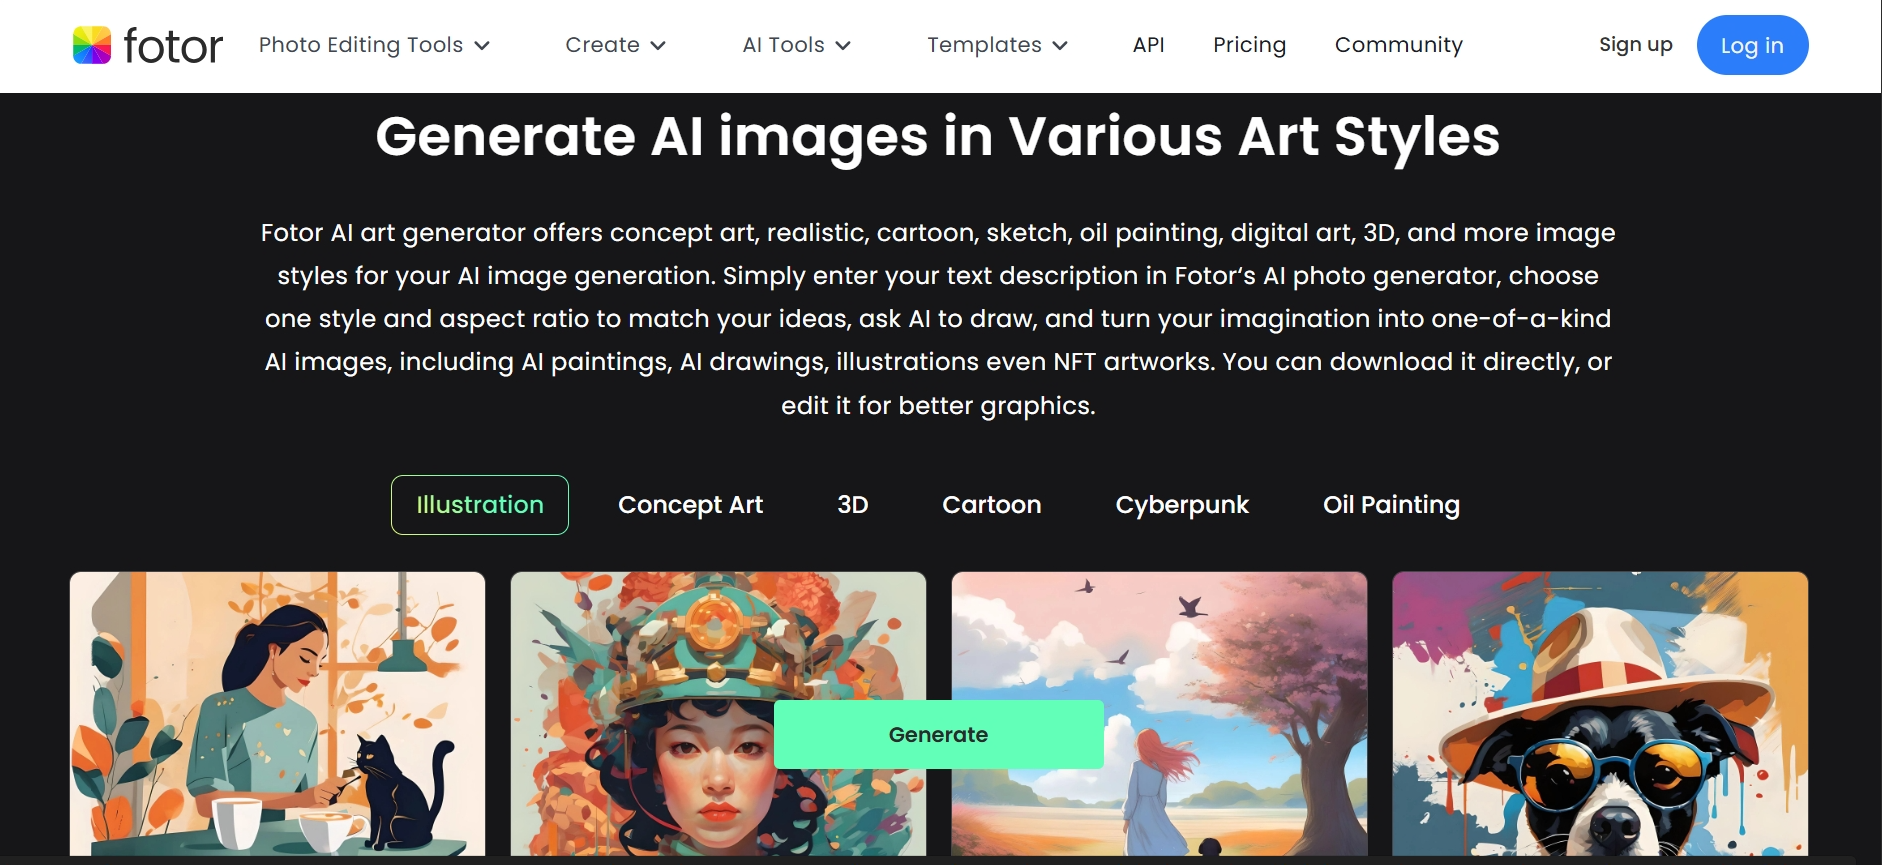 fotor
Photo Editing Tools
Create
AI Tools
Templates
API
Pricing
Community
Sign up
Log in
Generate AI images in Various Art Styles
Fotor AI art generator offers concept art, realistic, cartoon, sketch, oil painting, digital art, 3D, and more image
styles for your AI image generation. Simply enter your text description in Fotor‘s AI photo generator, choose
one style and aspect ratio to match your ideas, ask AI to draw, and turn your imagination into one-of-a-kind
AI images, including AI paintings, AI drawings, illustrations even NFT artworks. You can download it directly, or
edit it for better graphics.
Illustration
Concept Art
3D
Cartoon
Cyberpunk
Oil Painting
Generate